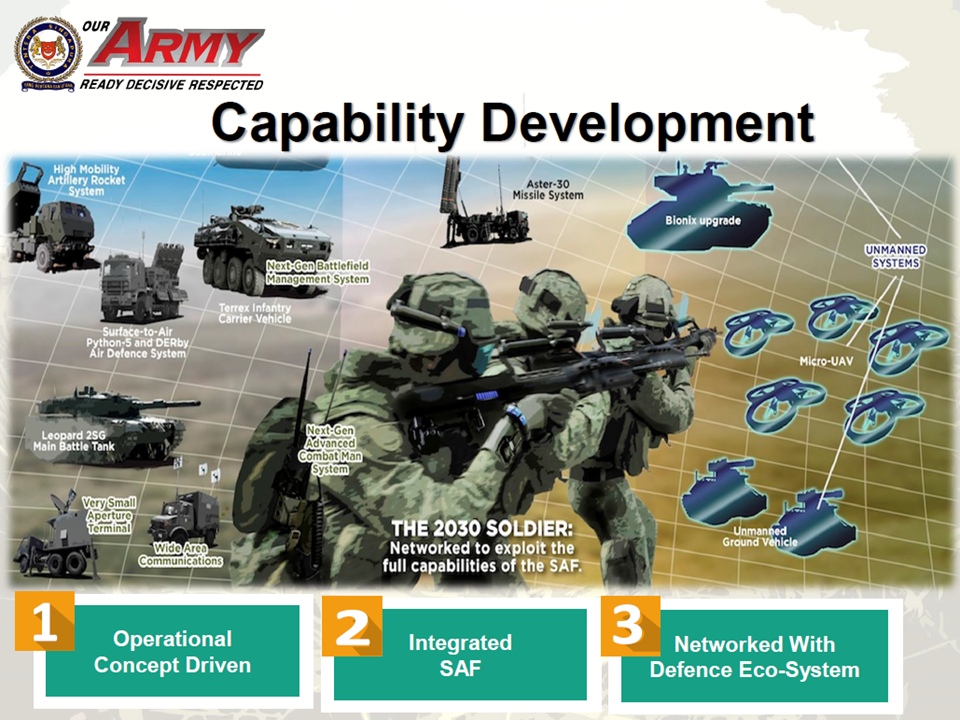 OUR
ARMY
READY DECISIVE RESPECTED
Capability Development
High Mobility
Artillery Rocket
System
Aster-30
Missile System
Bionix upgrade
UNMANNED
SYSTEMS
Next-Gen Battlefield
Management System
Terrex Infantry
Carrier Vehicle
Surface-to-Air
Python-5 and DERby
Air Defence System
Micro-UAV
Leopard 2SG
Main Battle Tank
Next-Gen
Advanced
Combat Man
System
Very Small
Aperture
Terminal
Wide Area
Communications
THE 2030 SOLDIER:
Networked to exploit the
full capabilities of the SAF.
Unmanned
Ground Vehicle
1
Operational
Concept Driven
2
Integrated
SAF
3
Networked With
Defence Eco-System